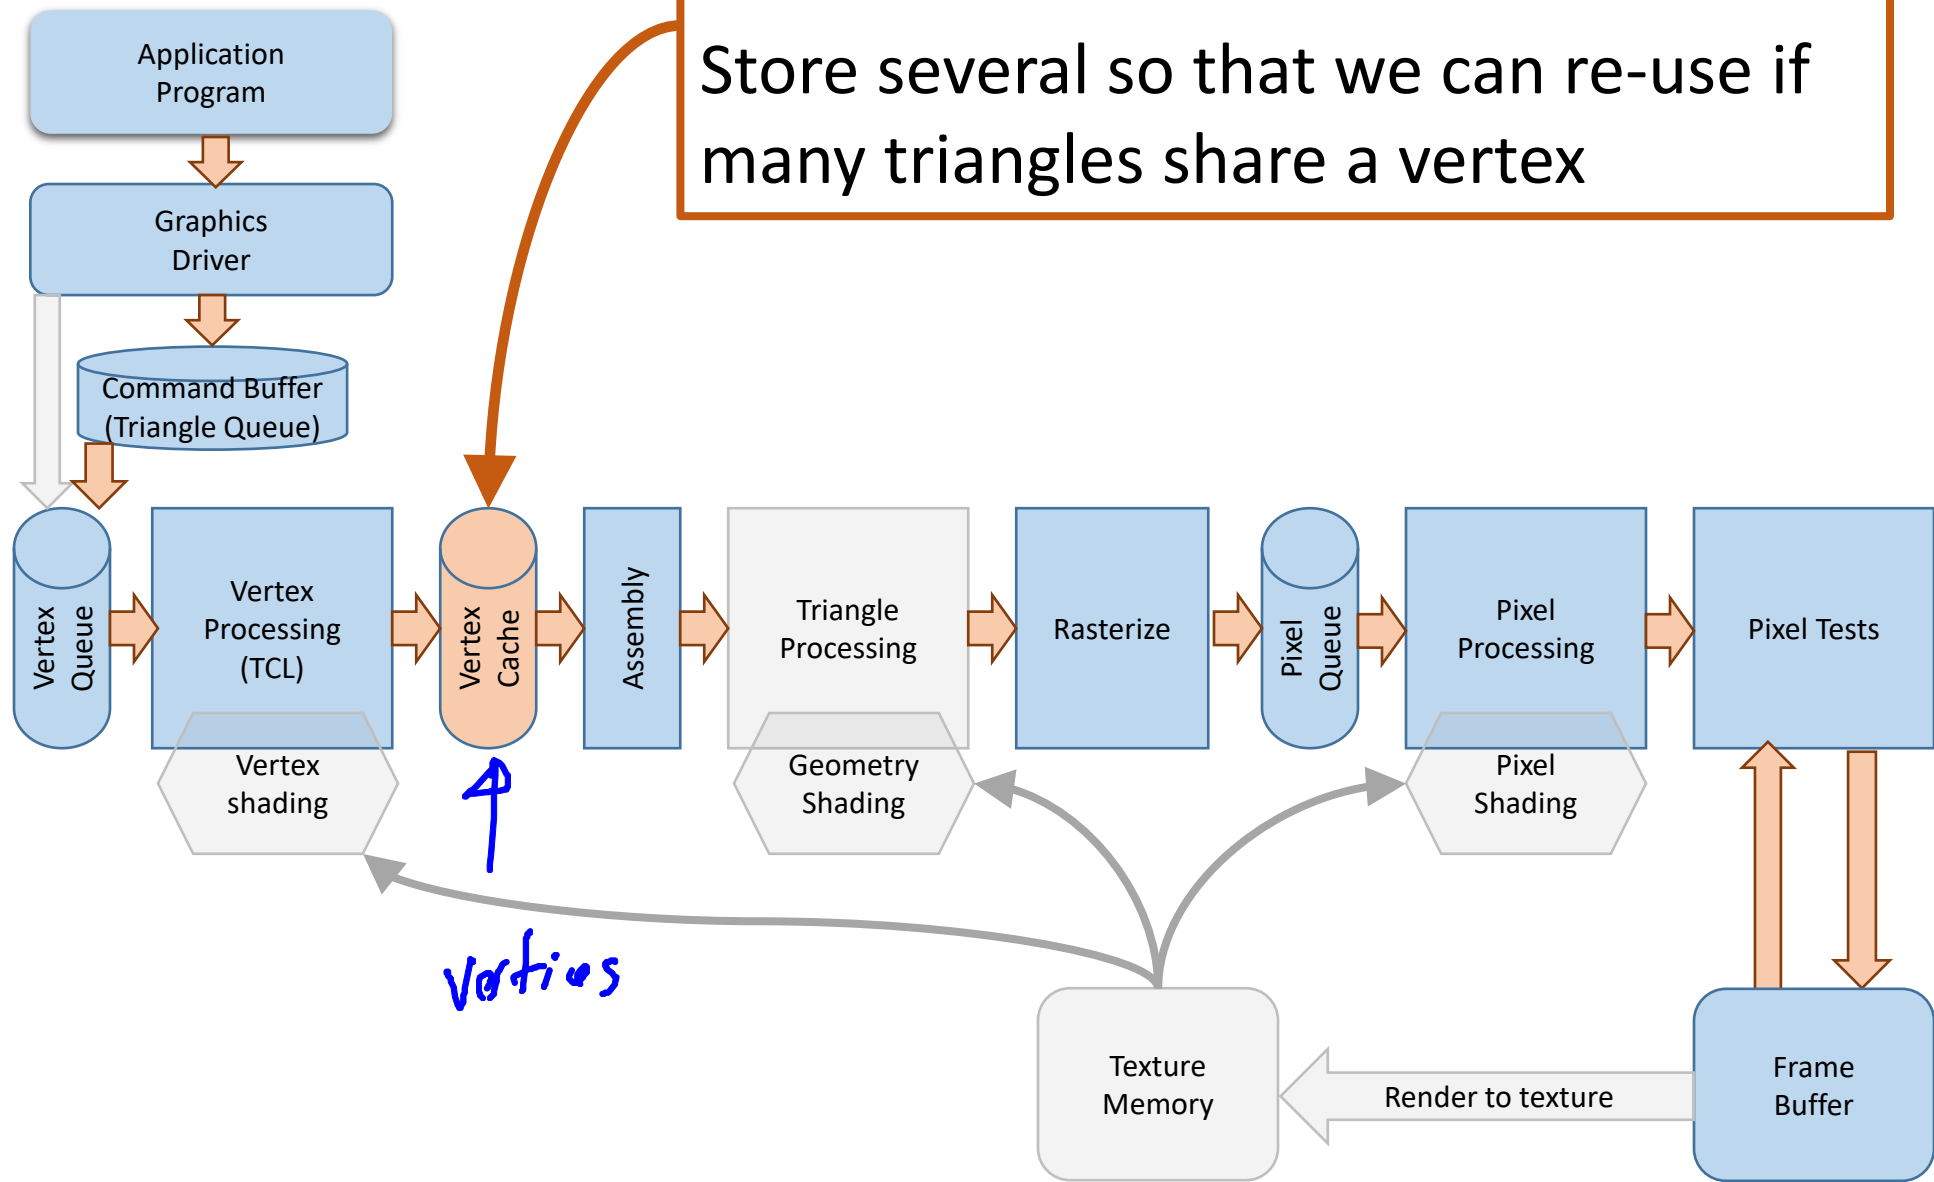 Store several so that we can re-use if
many triangles share a vertex
Application
Program
Graphics
Driver
Command Buffer
(Triangle Queue)
Vertex
Queue
Vertex
Processing
(TCL)
Vertex
Cache
Assembly
Triangle
Processing
Rasterize
Pixel
Queue
Pixel
Processing
Pixel Tests
Vertex
shading
Geometry
Shading
Pixel
Shading
Vertices
Texture
Memory
Render to texture
Frame
Buffer